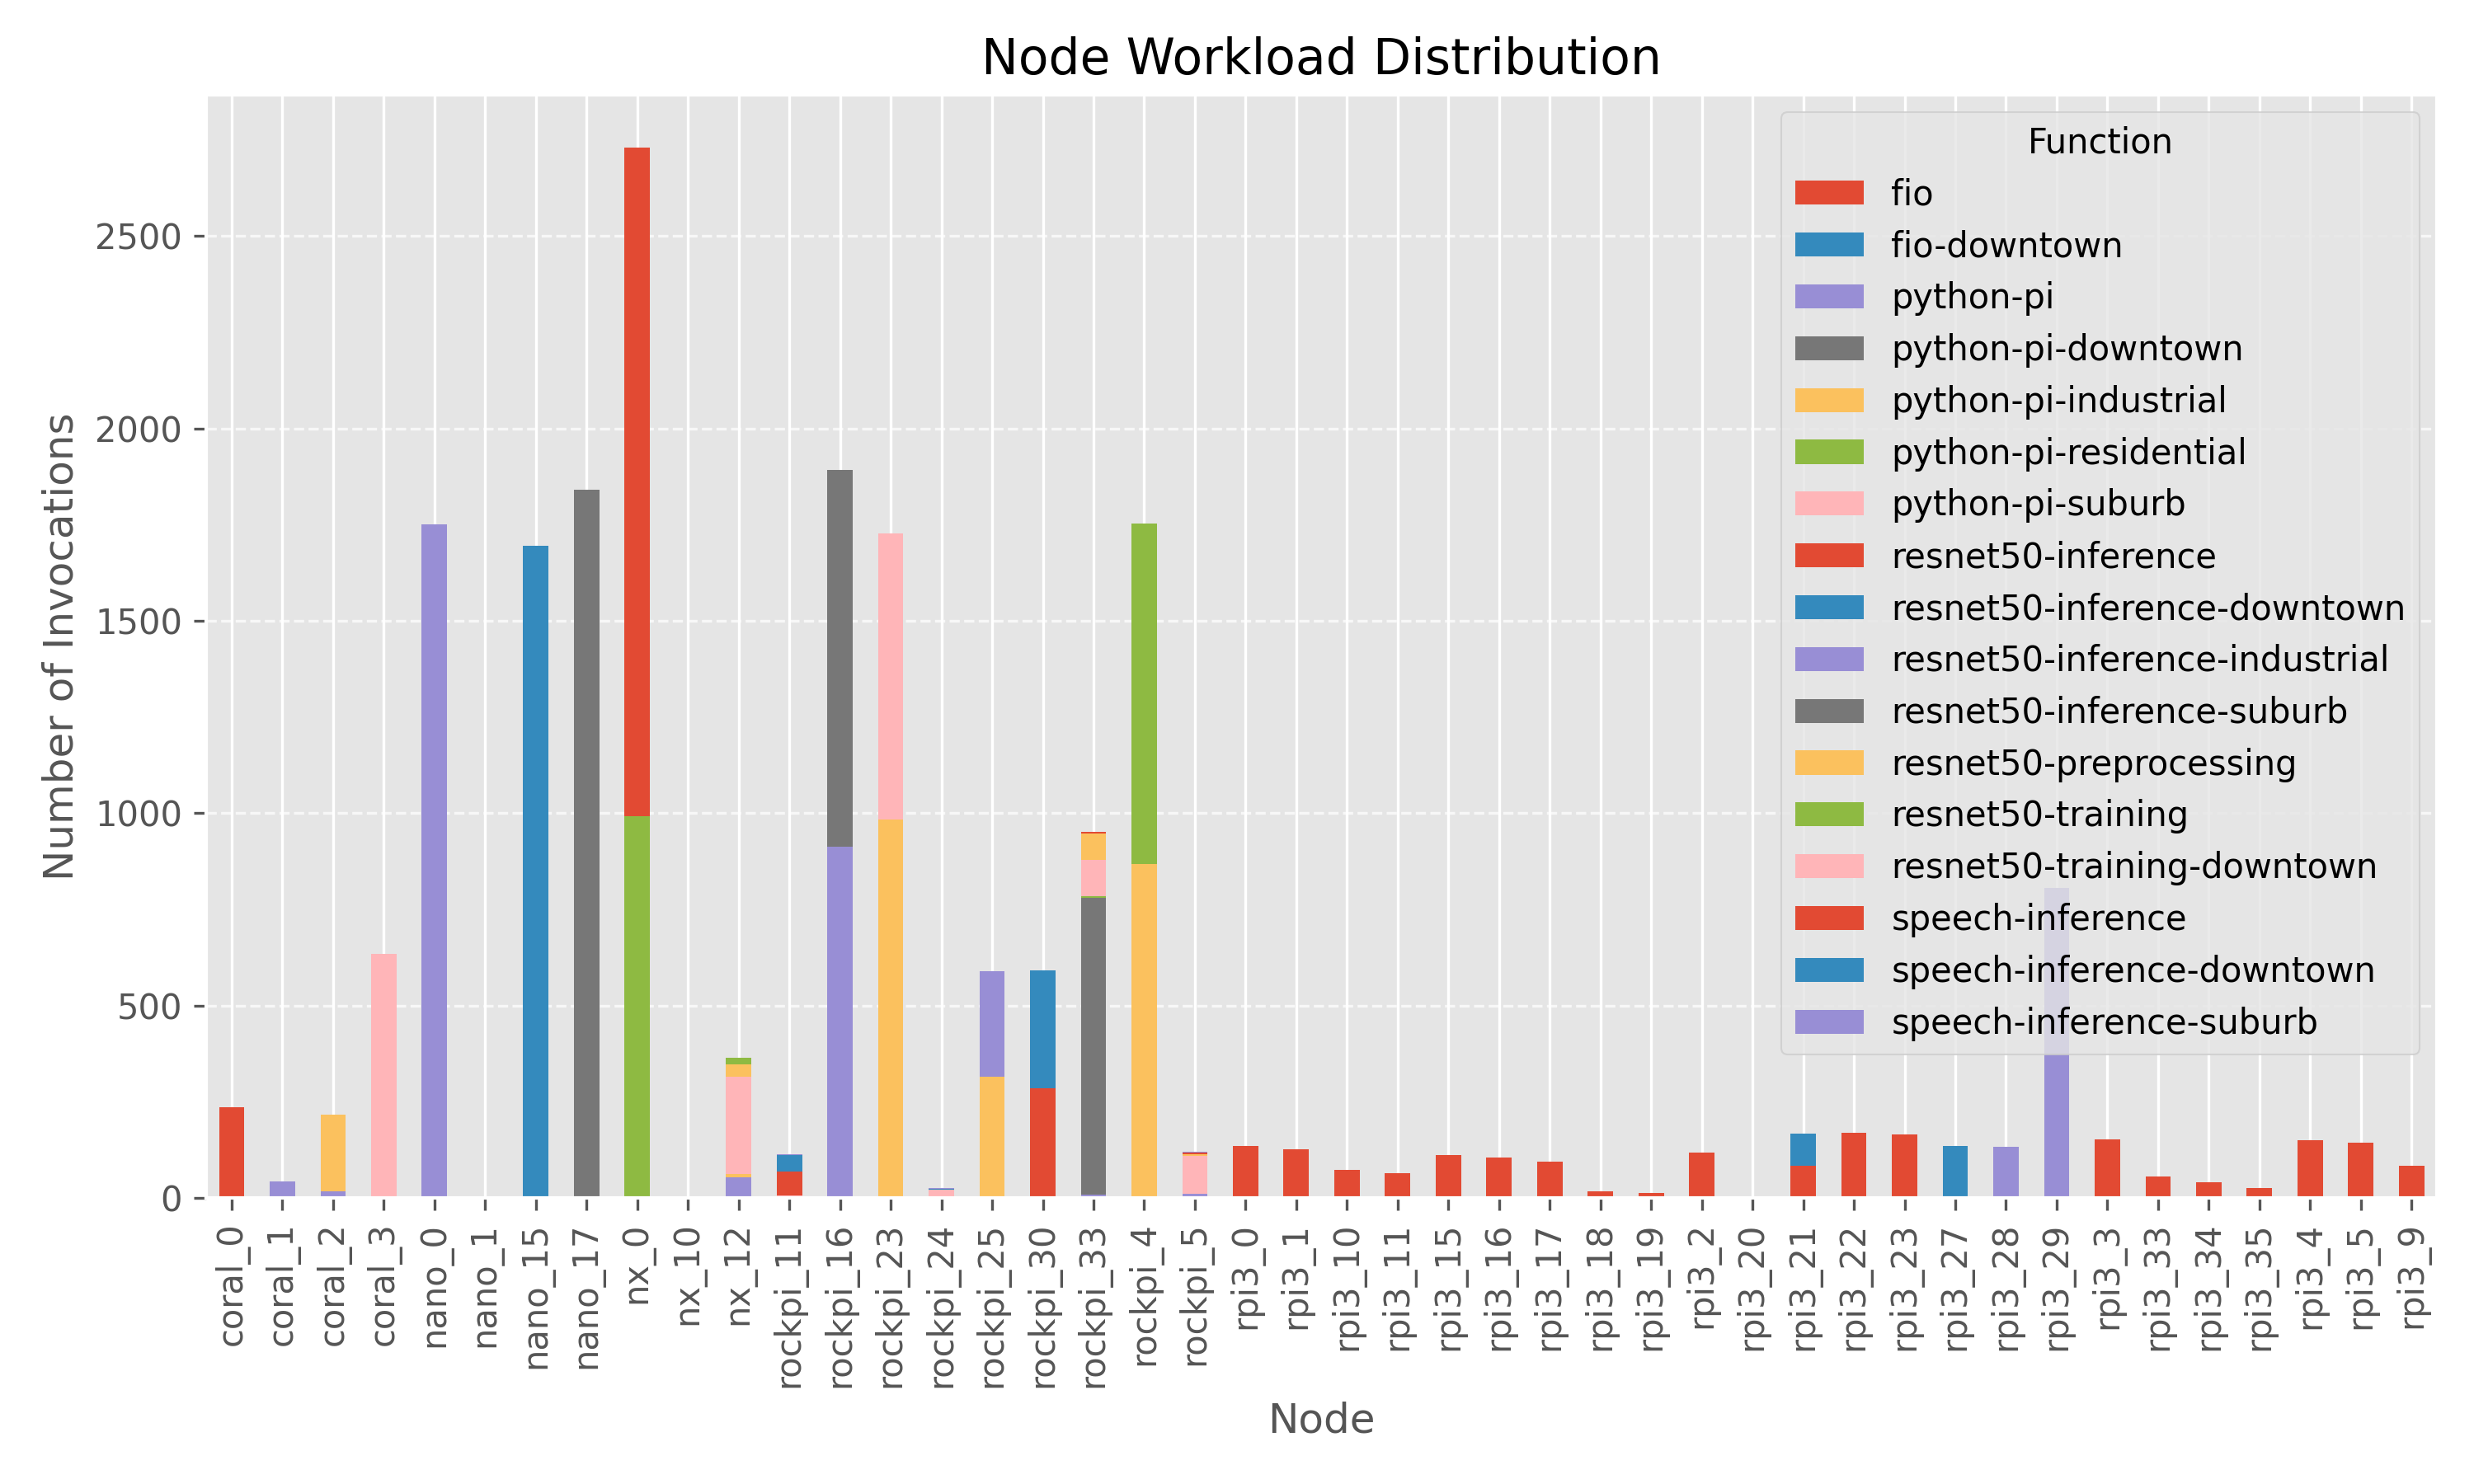 Node Workload Distribution
Function
fio
fio-downtown
python-pi
python-pi-downtown
python-pi-industrial
python-pi-residential
python-pi-suburb
resnet50-inference
resnet50-inference-downtown
resnet50-inference-industrial
resnet50-inference-suburb
resnet50-preprocessing
resnet50-training
resnet50-training-downtown
speech-inference
speech-inference-downtown
speech-inference-suburb
Number of Invocations
2500
2000
1500
1000
500
0
coral_0
coral_1
coral_2
coral_3
nano_0
nano_1
nano_15
nano_17
nx_0
nx_10
nx_12
rockpi_11
rockpi_16
rockpi_23
rockpi_24
rockpi_25
rockpi_30
rockpi_33
rockpi_4
rockpi_5
rpi3_0
rpi3_1
rpi3_10
rpi3_11
rpi3_15
rpi3_16
rpi3_17
rpi3_18
rpi3_19
rpi3_2
rpi3_20
rpi3_21
rpi3_22
rpi3_23
rpi3_27
rpi3_28
rpi3_29
rpi3_3
rpi3_33
rpi3_34
rpi3_35
rpi3_4
rpi3_5
rpi3_9
Node